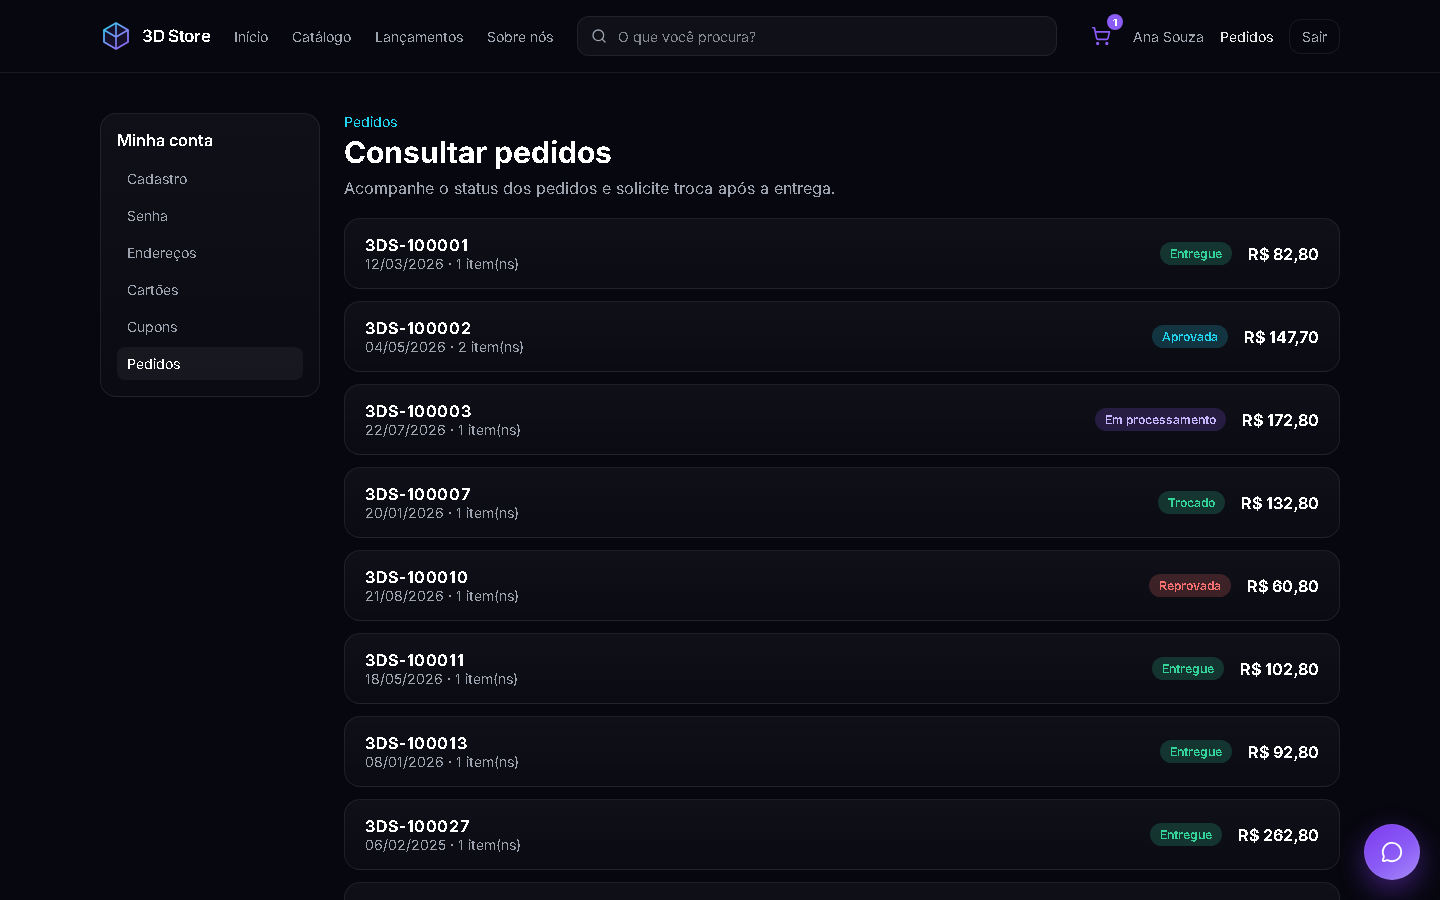 3D Store
Início
Catálogo
Lançamentos
Sobre nós
O que você procura?
1
Ana Souza
Pedidos
Sair
Minha conta
Cadastro
Senha
Endereços
Cartões
Cupons
Pedidos
Pedidos
Consultar pedidos
Acompanhe o status dos pedidos e solicite troca após a entrega.
3DS-100001
12/03/2026 · 1 item(ns)
Entregue
R$ 82,80
3DS-100002
04/05/2026 · 2 item(ns)
Aprovada
R$ 147,70
3DS-100003
22/07/2026 · 1 item(ns)
Em processamento
R$ 172,80
3DS-100007
20/01/2026 · 1 item(ns)
Trocado
R$ 132,80
3DS-100010
21/08/2026 · 1 item(ns)
Reprovada
R$ 60,80
3DS-100011
18/05/2026 · 1 item(ns)
Entregue
R$ 102,80
3DS-100013
08/01/2026 · 1 item(ns)
Entregue
R$ 92,80
3DS-100027
06/02/2025 · 1 item(ns)
Entregue
R$ 262,80